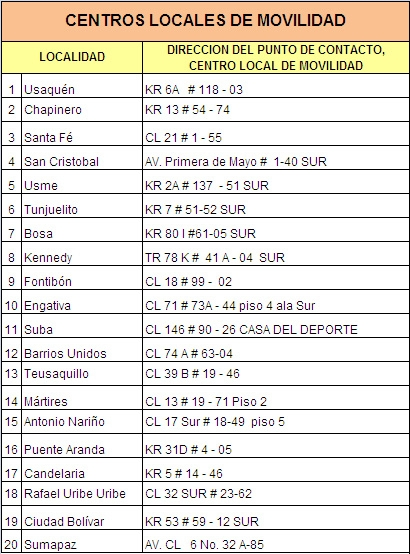 CENTROS LOCALES DE MOVILIDAD
LOCALIDAD
DIRECCION DEL PUNTO DE CONTACTO,
CENTRO LOCAL DE MOVILIDAD
1 Usaquén KR 6A # 118 - 03
2 Chapinero KR 13 # 54 - 74
3 Santa Fé CL 21 # 1 - 55
4 San Cristobal AV. Primera de Mayo # 1-40 SUR
5 Usme KR 2A # 137 - 51 SUR
6 Tunjuelito KR 7 # 51-52 SUR
7 Bosa KR 80 I #61-05 SUR
8 Kennedy TR 78 K # 41 A - 04 SUR
9 Fontibón CL 18 # 99 - 02
10 Engativa CL 71 # 73A - 44 piso 4 ala Sur
11 Suba CL 146 # 90 - 26 CASA DEL DEPORTE
12 Barrios Unidos CL 74 A # 63-04
13 Teusaquillo CL 39 B # 19 - 46
14 Mártires CL 13 # 19 - 71 Piso 2
15 Antonio Nariño CL 17 Sur # 18-49 piso 5
16 Puente Aranda KR 31D # 4 - 05
17 Candelaria KR 5 # 14 - 46
18 Rafael Uribe Uribe CL 32 SUR # 23-62
19 Ciudad Bolívar KR 53 # 59 - 12 SUR
20 Sumapaz AV. CL 6 No. 32 A-85